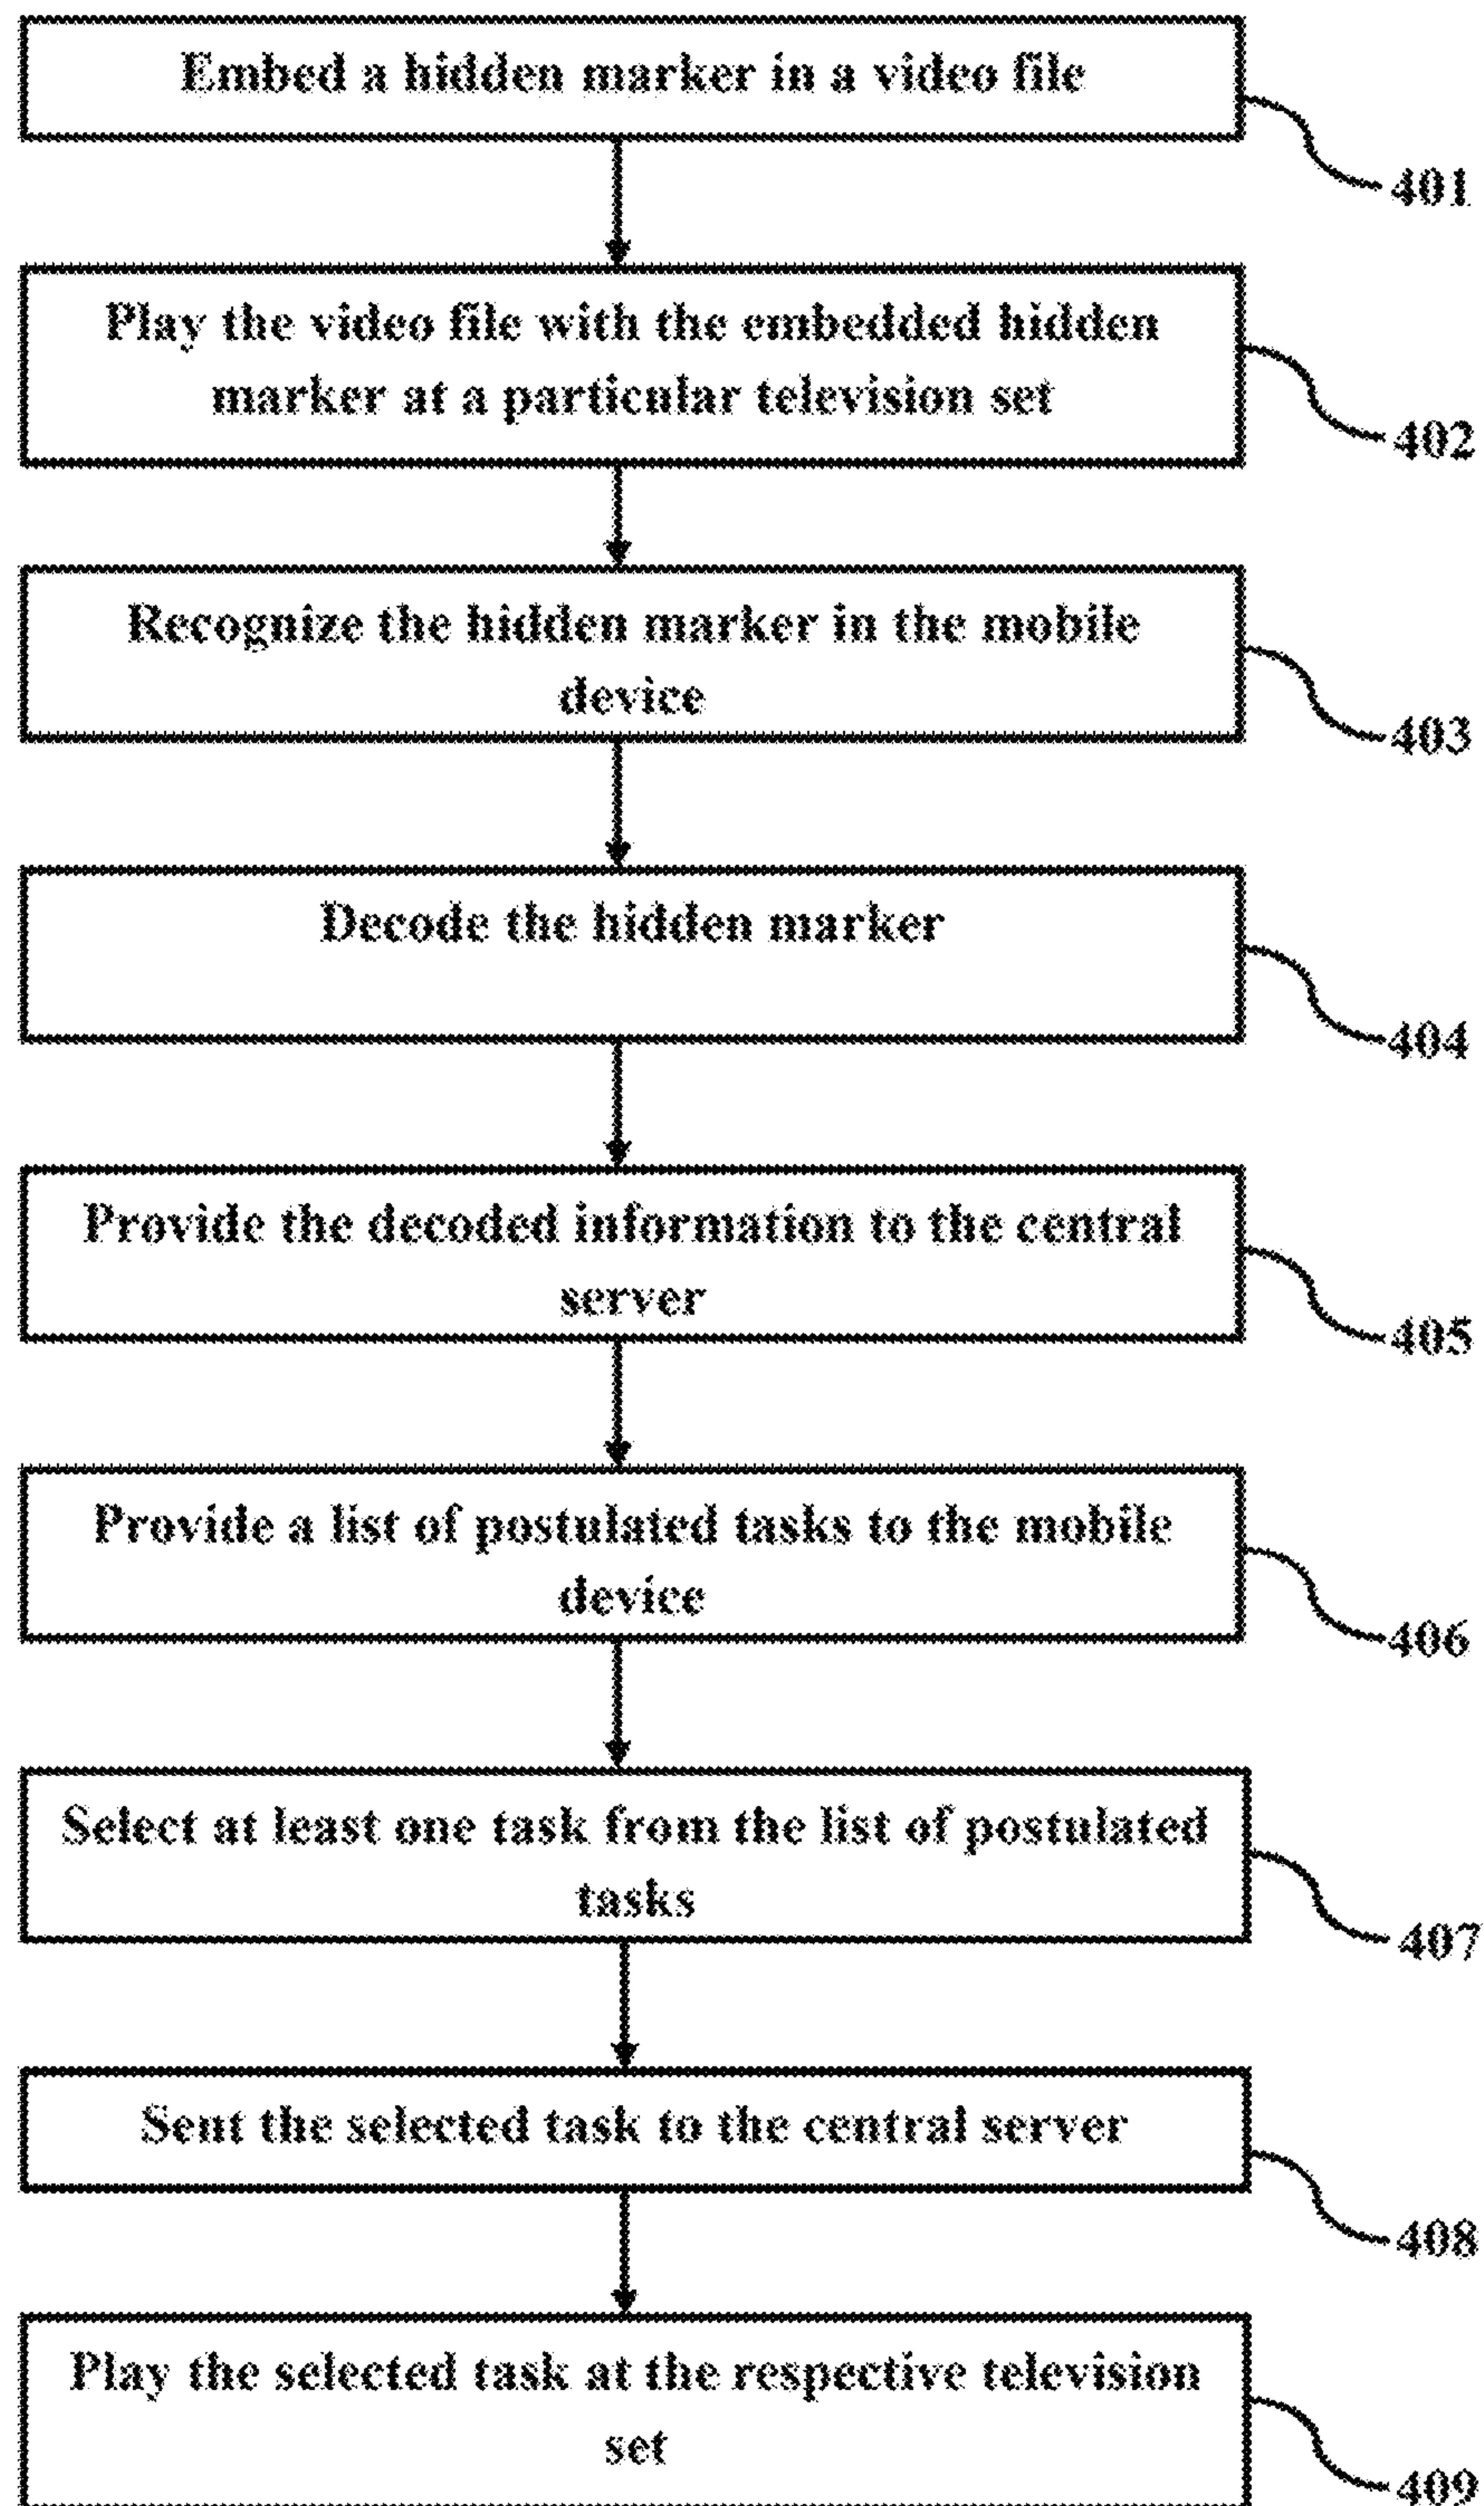 Embed a hidden marker in a video file
401
Play the video file with the embedded hidden
marker at a particular television set
402
Recognize the hidden marker in the mobile
device
403
Decode the hidden marker
404
Provide the decoded information to the central
server
405
Provide a list of postulated tasks to the mobile
device
406
Select at least one task from the list of postulated
tasks
407
Sent the selected task to the central server
408
Play the selected task at the respective television
set
409